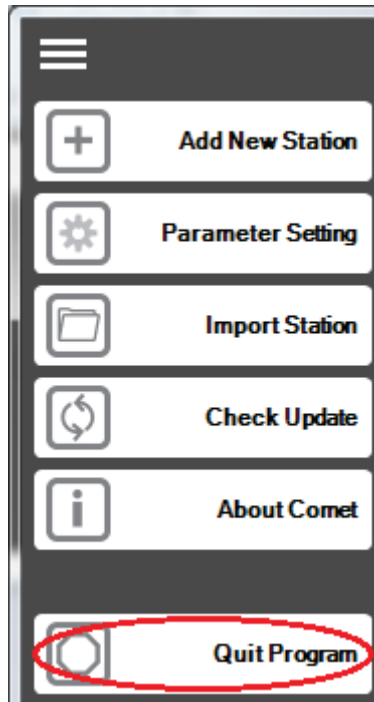 Add New Station
Parameter Setting
Import Station
Check Update
About Comet
Quit Program